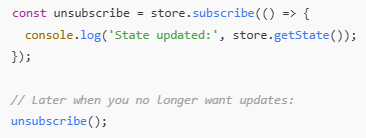 const unsubscribe = store.subscribe(() => {
  console.log('State updated:', store.getState());
});

// Later when you no longer want updates:
unsubscribe();